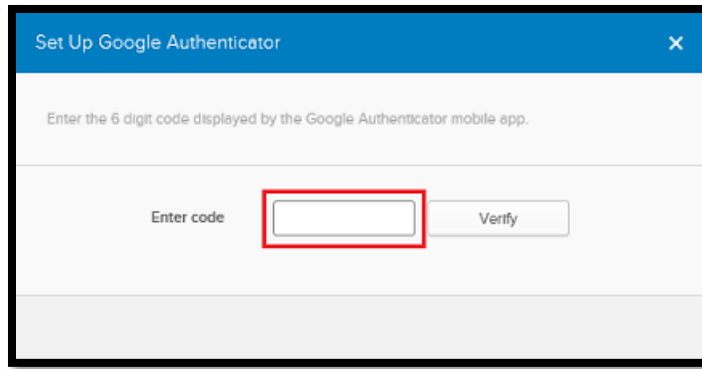 Set Up Google Authenticator
Enter the 6 digit code displayed by the Google Authenticator mobile app.
Enter code
Verify